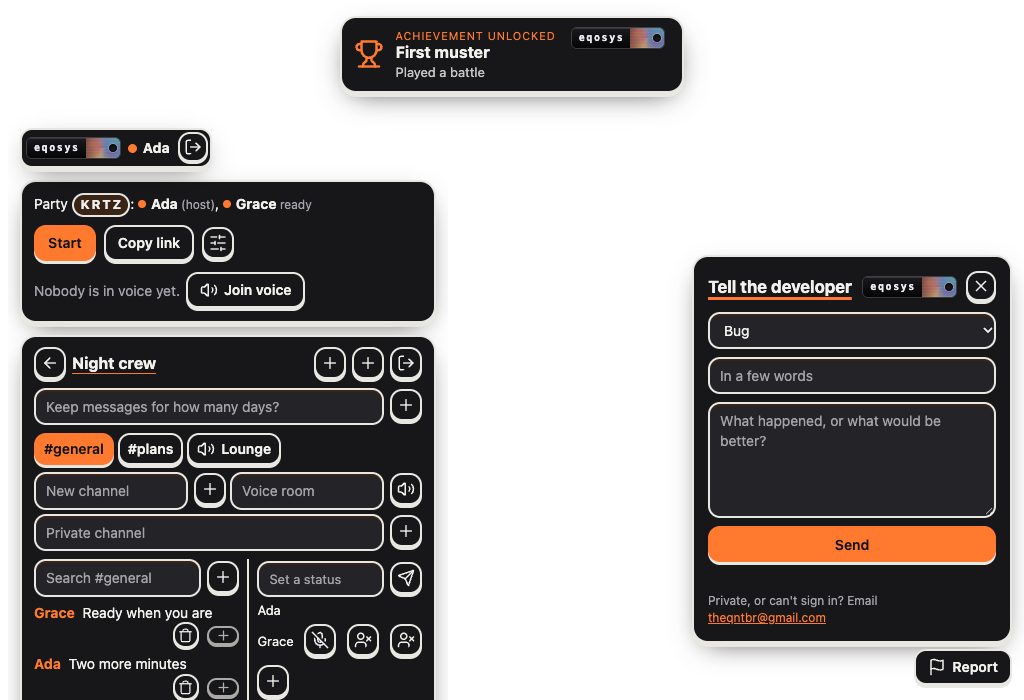 ACHIEVEMENT UNLOCKED
eqosys
First muster
Played a battle
eqosys
Ada
Party KRTZ: Ada (host), Grace ready
Start
Copy link
Nobody is in voice yet.
Join voice
Night crew
Keep messages for how many days?
#general
#plans
Lounge
New channel
Voice room
Private channel
Search #general
Grace Ready when you are
Ada Two more minutes
Set a status
Ada
Grace
Tell the developer
eqosys
Bug
In a few words
What happened, or what would be
better?
Send
Private, or can't sign in? Email
theqntbr@gmail.com
Report